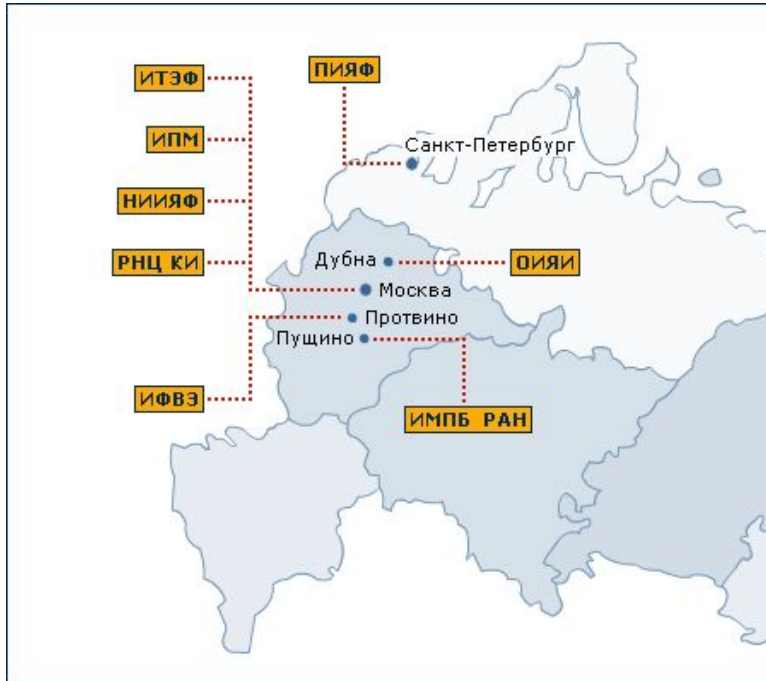 ИТЭФ
ПИЯФ
ИПМ
Санкт-Петербург
НИИЯФ
РНЦ КИ
Дубна
ОИЯИ
Москва
Протвино
Пущино
ИФВЭ
ИМПБ РАН